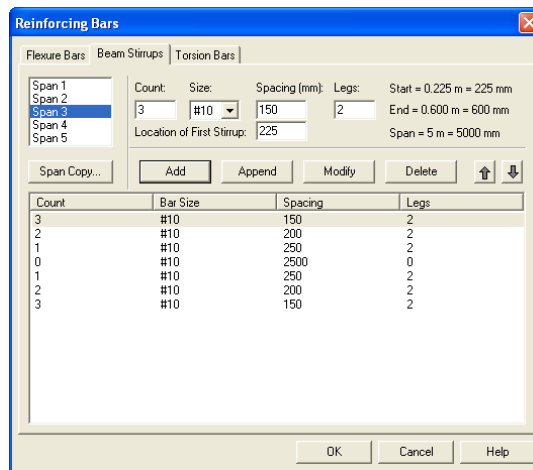 Reinforcing Bars
Flexure Bars Beam Stirrups Torsion Bars
Span 1
Span 2
Span 3
Span 4
Span 5
Count: Size: Spacing (mm): Legs: Start = 0.225 m = 225 mm
3 #10 150 2 End = 0.600 m = 600 mm
Location of First Stirrup: 225 Span = 5 m = 5000 mm
Span Copy... Add Append Modify Delete
Count Bar Size Spacing Legs
3 #10 150 2
2 #10 200 2
1 #10 250 2
0 #10 2500 0
1 #10 250 2
2 #10 200 2
3 #10 150 2
OK Cancel Help